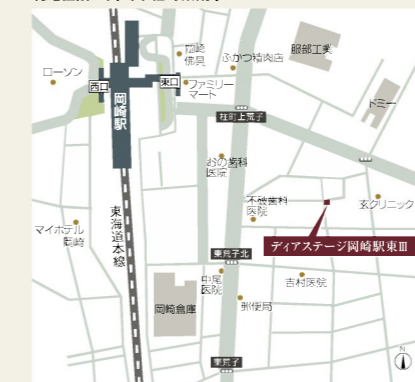 岡崎
佛具
ふかつ精肉店
服部工業
ローソン
西口
東口
ファミリー
マート
ドミー
岡崎駅
柱町上荒子
おの歯科
医院
不破歯科
医院
玄クリニック
マイホテル
岡崎
東海道本線
ディアステージ岡崎駅東Ⅲ
東荒子北
中尾
医院
吉村医院
岡崎倉庫
郵便局
東荒子
N